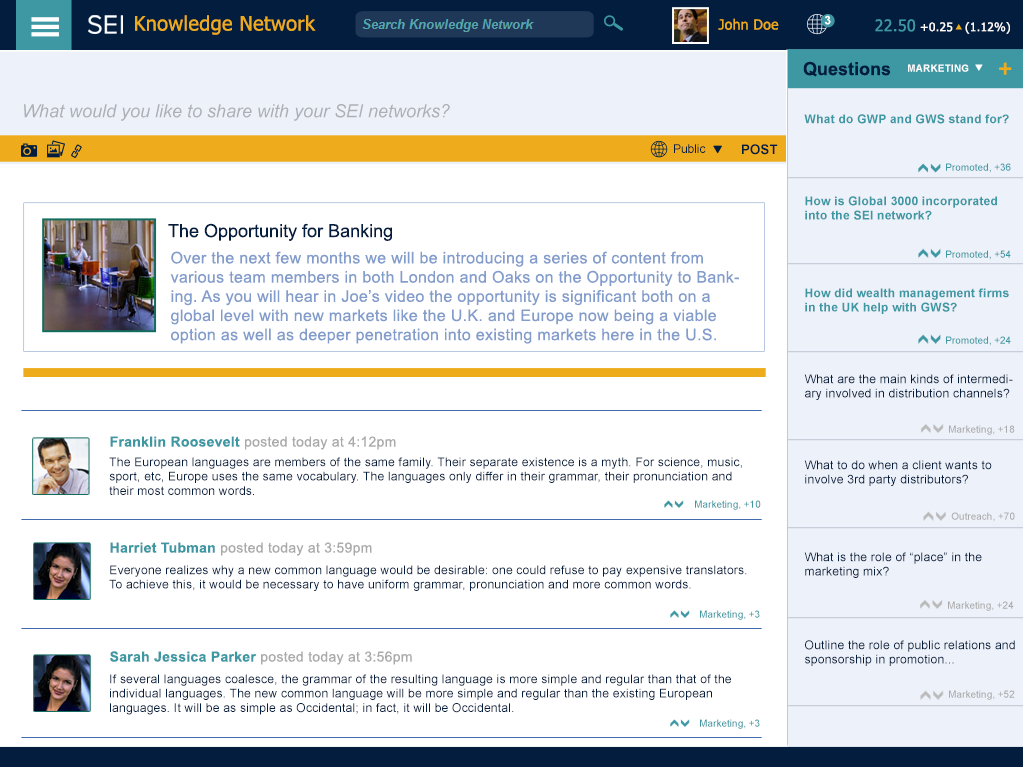 SEI Knowledge Network
Search Knowledge Network
John Doe
3
22.50 +0.25 ▲ (1.12%)
What would you like to share with your SEI networks?
Public ▼ POST
The Opportunity for Banking
Over the next few months we will be introducing a series of content from
various team members in both London and Oaks on the Opportunity to Bank-
ing. As you will hear in Joe's video the opportunity is significant both on a
global level with new markets like the U.K. and Europe now being a viable
option as well as deeper penetration into existing markets here in the U.S.
Franklin Roosevelt posted today at 4:12pm
The European languages are members of the same family. Their separate existence is a myth. For science, music,
sport, etc, Europe uses the same vocabulary. The languages only differ in their grammar, their pronunciation and
their most common words.
Marketing, +10
Harriet Tubman posted today at 3:59pm
Everyone realizes why a new common language would be desirable: one could refuse to pay expensive translators.
To achieve this, it would be necessary to have uniform grammar, pronunciation and more common words.
Marketing, +3
Sarah Jessica Parker posted today at 3:56pm
If several languages coalesce, the grammar of the resulting language is more simple and regular than that of the
individual languages. The new common language will be more simple and regular than the existing European
languages. It will be as simple as Occidental; in fact, it will be Occidental.
Marketing, +3
Questions MARKETING ▼ +
What do GWP and GWS stand for?
Promoted, +36
How is Global 3000 incorporated
into the SEI network?
Promoted, +54
How did wealth management firms
in the UK help with GWS?
Promoted, +24
What are the main kinds of intermedi-
ary involved in distribution channels?
Marketing, +18
What to do when a client wants to
involve 3rd party distributors?
Outreach, +70
What is the role of “place” in the
marketing mix?
Marketing, +24
Outline the role of public relations and
sponsorship in promotion...
Marketing, +52